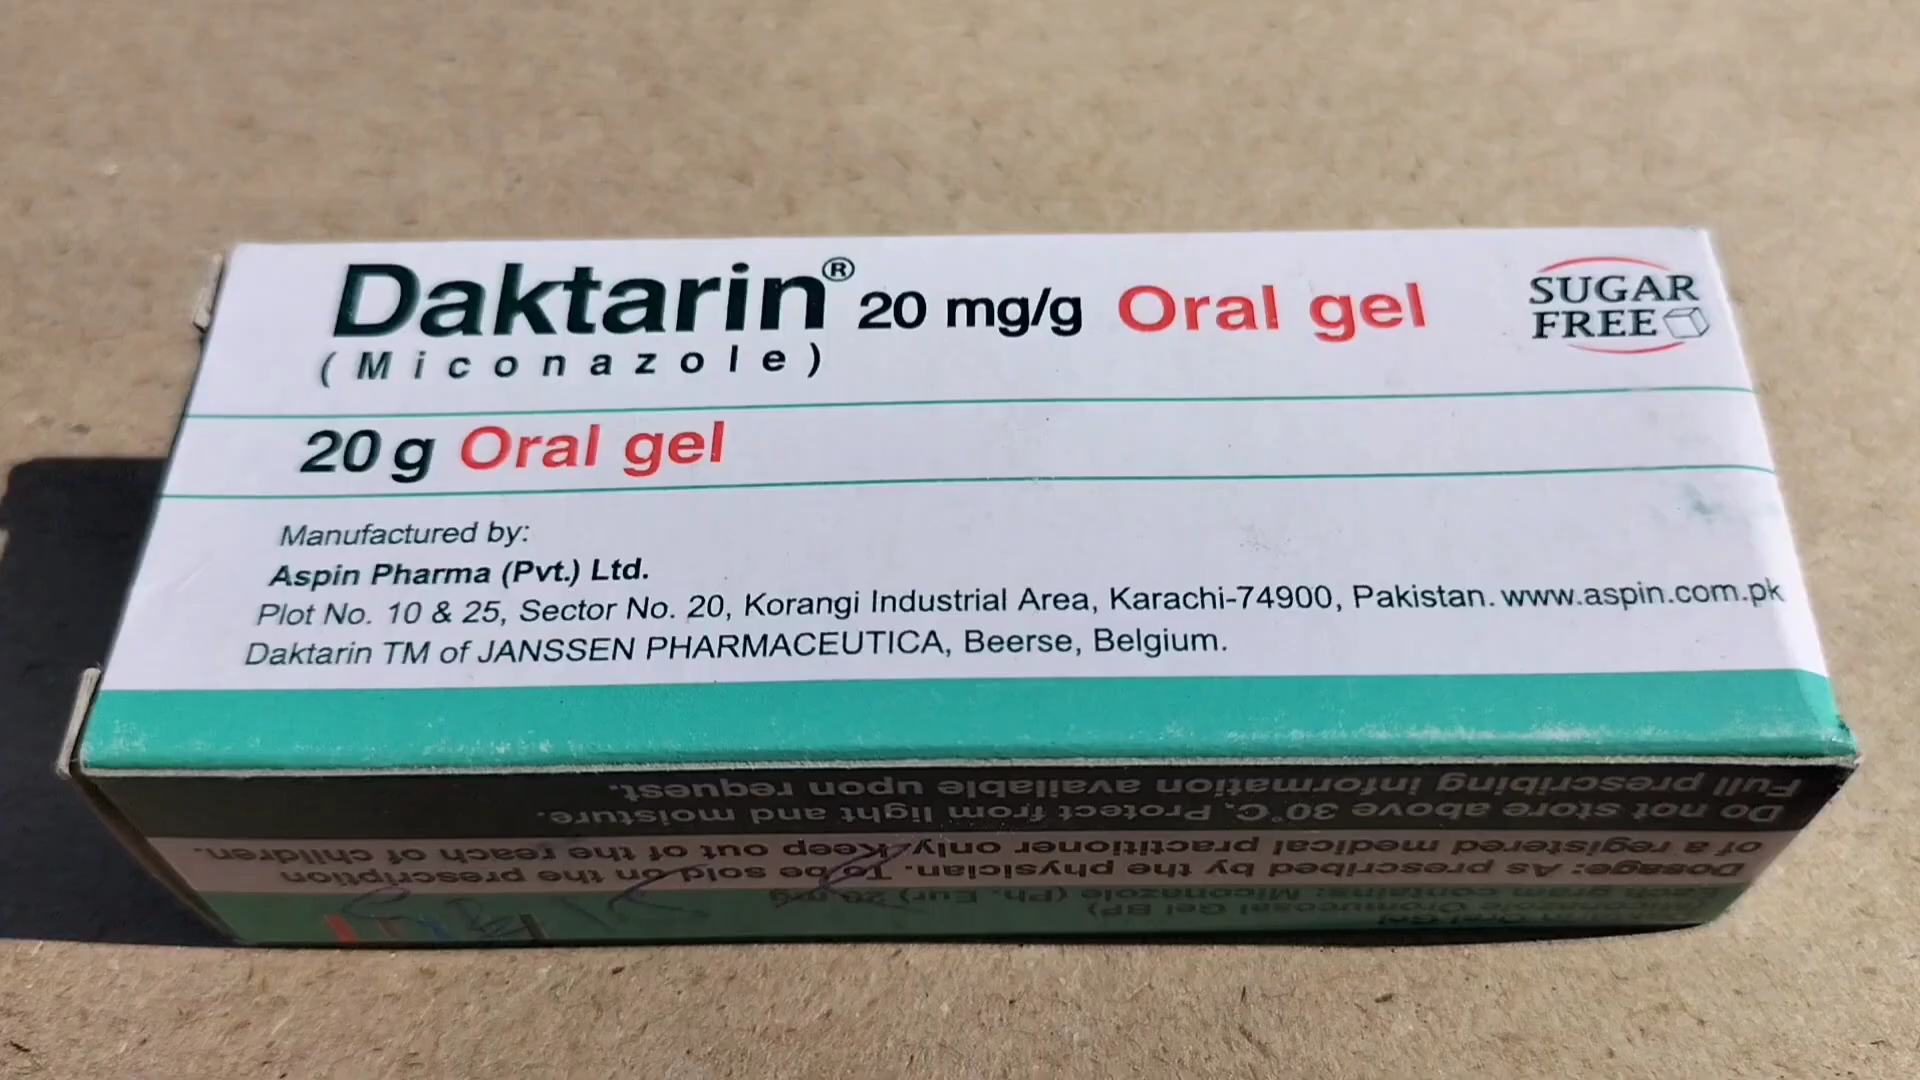 Daktarin® 20 mg/g Oral gel
(Miconazole)
SUGAR
FREE
20 g Oral gel
Manufactured by:
Aspin Pharma (Pvt.) Ltd.
Plot No. 10 & 25, Sector No. 20, Korangi Industrial Area, Karachi-74900, Pakistan. www.aspin.com.pk
Daktarin TM of JANSSEN PHARMACEUTICA, Beerse, Belgium.
Oral Gel
Miconazole Oromucosal Gel BP)
Each gram contains: Miconazole (Ph. Eur) 20 mg
Dosage: As prescribed by the physician. To be sold on the prescription
of a registered medical practitioner only. Keep out of the reach of children.
Do not store above 30°C. Protect from light and moisture.
Full prescribing information available upon request.